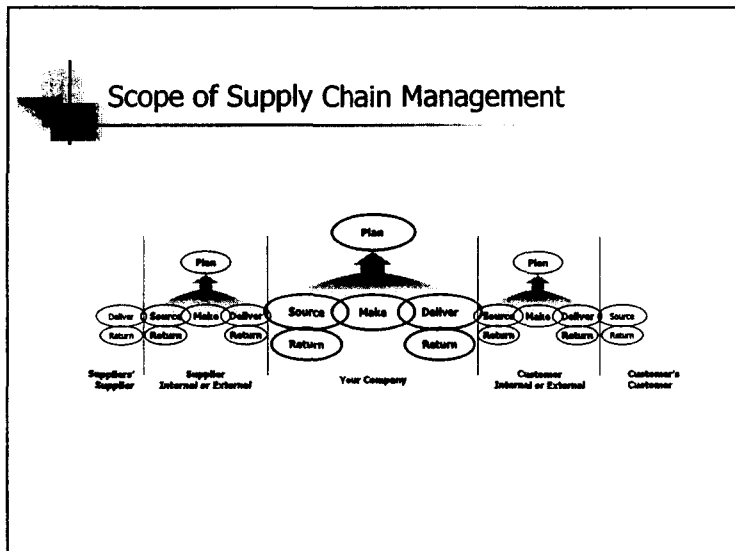 Scope of Supply Chain Management
Plan
Plan
Plan
Deliver
Source
Make
Deliver
Source
Make
Deliver
Source
Make
Deliver
Source
Return
Return
Return
Return
Return
Return
Return
Return
Suppliers'
Supplier
Supplier
Internal or External
Your Company
Customer
Internal or External
Customer's
Customer